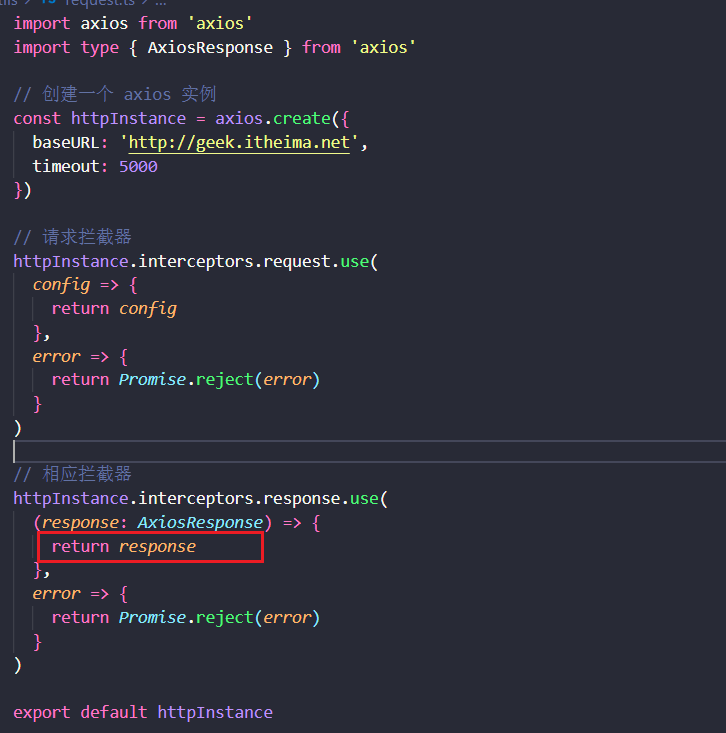 request.ts > ...
import axios from 'axios'
import type { AxiosResponse } from 'axios'
// 创建一个 axios 实例
const httpInstance = axios.create({
baseURL: 'http://geek.itheima.net',
timeout: 5000
})
// 请求拦截器
httpInstance.interceptors.request.use(
config => {
return config
},
error => {
return Promise.reject(error)
}
)
// 相应拦截器
httpInstance.interceptors.response.use(
(response: AxiosResponse) => {
return response
},
error => {
return Promise.reject(error)
}
)
export default httpInstance